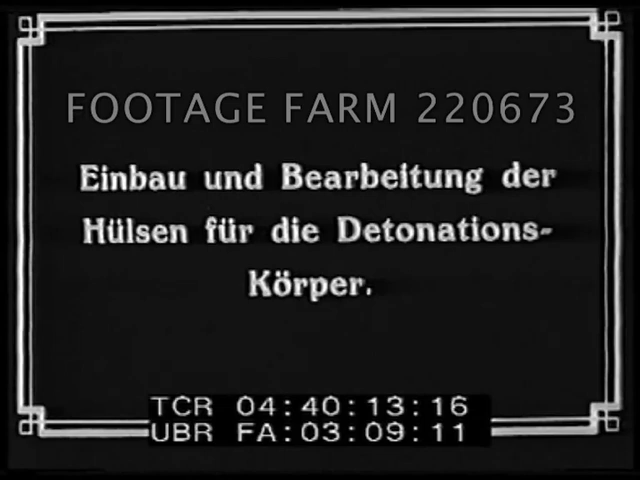 FOOTAGE FARM 220673
Einbau und Bearbeitung der
Hülsen für die Detonations-
Körper.
TCR 04:40:13:16
UBR FA:03:09:11